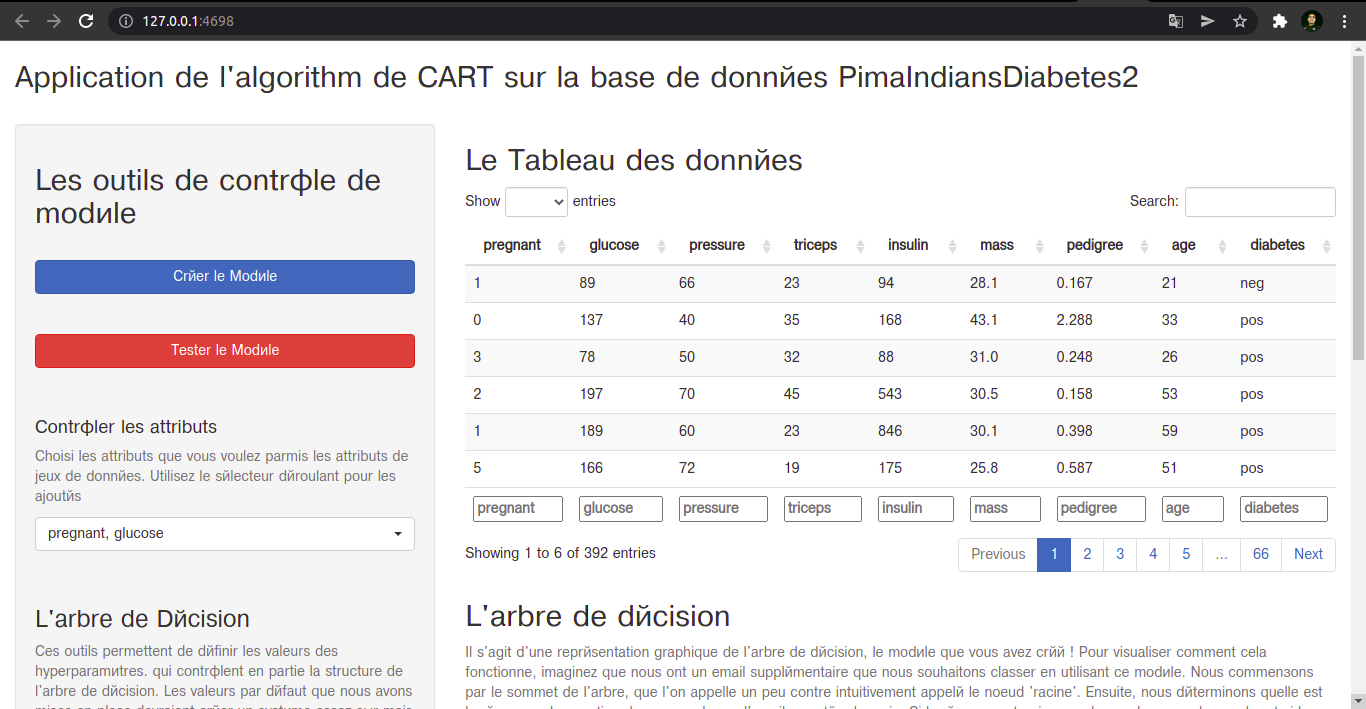 127.0.0.1:4698
Application de l'algorithm de CART sur la base de donnйes PimaIndiansDiabetes2
Les outils de contrфle de
modиle
Crйer le Modиle
Tester le Modиle
Contrфler les attributs
Choisi les attributs que vous voulez parmis les attributs de
jeux de donnйes. Utilisez le sйlecteur dйroulant pour les
ajoutйs
pregnant, glucose
L'arbre de Dйcision
Ces outils permettent de dйfinir les valeurs des
hyperparamиtres. qui contrфlent en partie la structure de
l'arbre de dйcision. Les valeurs par dйfaut que nous avons
Le Tableau des donnйes
Show entries Search:
pregnant glucose pressure triceps insulin mass pedigree age diabetes
1 89 66 23 94 28.1 0.167 21 neg
0 137 40 35 168 43.1 2.288 33 pos
3 78 50 32 88 31.0 0.248 26 pos
2 197 70 45 543 30.5 0.158 53 pos
1 189 60 23 846 30.1 0.398 59 pos
5 166 72 19 175 25.8 0.587 51 pos
pregnant glucose pressure triceps insulin mass pedigree age diabetes
Showing 1 to 6 of 392 entries Previous 1 2 3 4 5 … 66 Next
L'arbre de dйcision
Il s'agit d'une reprйsentation graphique de l'arbre de dйcision, le modиle que vous avez crйй ! Pour visualiser comment cela
fonctionne, imaginez que nous ont un email supplйmentaire que nous souhaitons classer en utilisant ce modиle. Nous commenзons
par le sommet de l'arbre, que l'on appelle un peu contre intuitivement appelй le noeud 'racine'. Ensuite, nous dйterminons quelle est